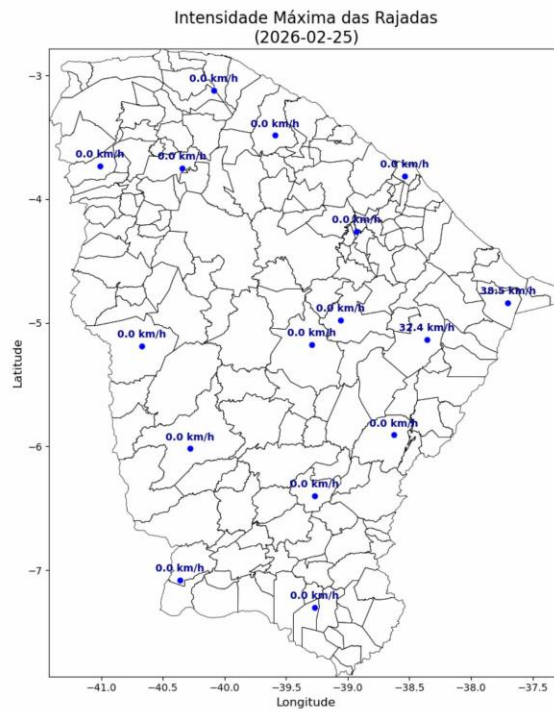 Intensidade Máxima das Rajadas
(2026-02-25)
−3
0.0 km/h
0.0 km/h
0.0 km/h
0.0 km/h
0.0 km/h
−4
0.0 km/h
38.5 km/h
0.0 km/h
−5
32.4 km/h
0.0 km/h
0.0 km/h
0.0 km/h
0.0 km/h
−6
0.0 km/h
−7
0.0 km/h
0.0 km/h
Latitude
−41.0
−40.5
−40.0
−39.5
−39.0
−38.5
−38.0
−37.5
Longitude